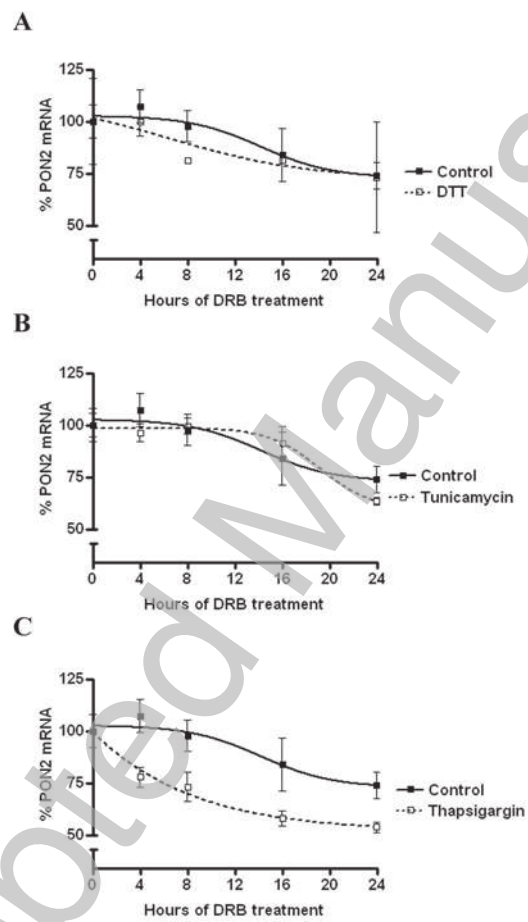 A
125
100
75
50
% PON2 mRNA
0 4 8 12 16 20 24
Hours of DRB treatment
Control
DTT
B
125
100
75
50
% PON2 mRNA
0 4 8 12 16 20 24
Hours of DRB treatment
Control
Tunicamycin
C
125
100
75
50
% PON2 mRNA
0 4 8 12 16 20 24
Hours of DRB treatment
Control
Thapsigargin
pted Manus